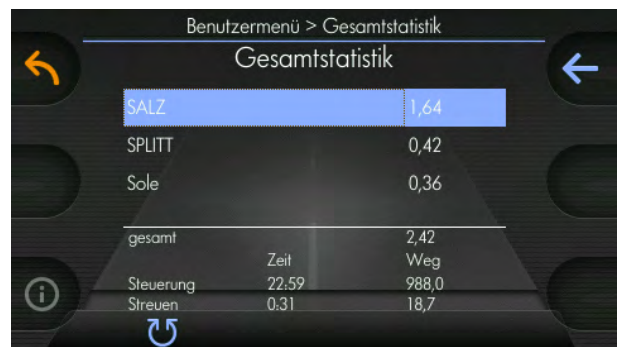 Benutzermenü > Gesamtstatistik
Gesamtstatistik
SALZ 1,64
SPLITT 0,42
Sole 0,36
gesamt 2,42
Zeit Weg
Steuerung 22:59 988,0
Streuen 0:31 18,7